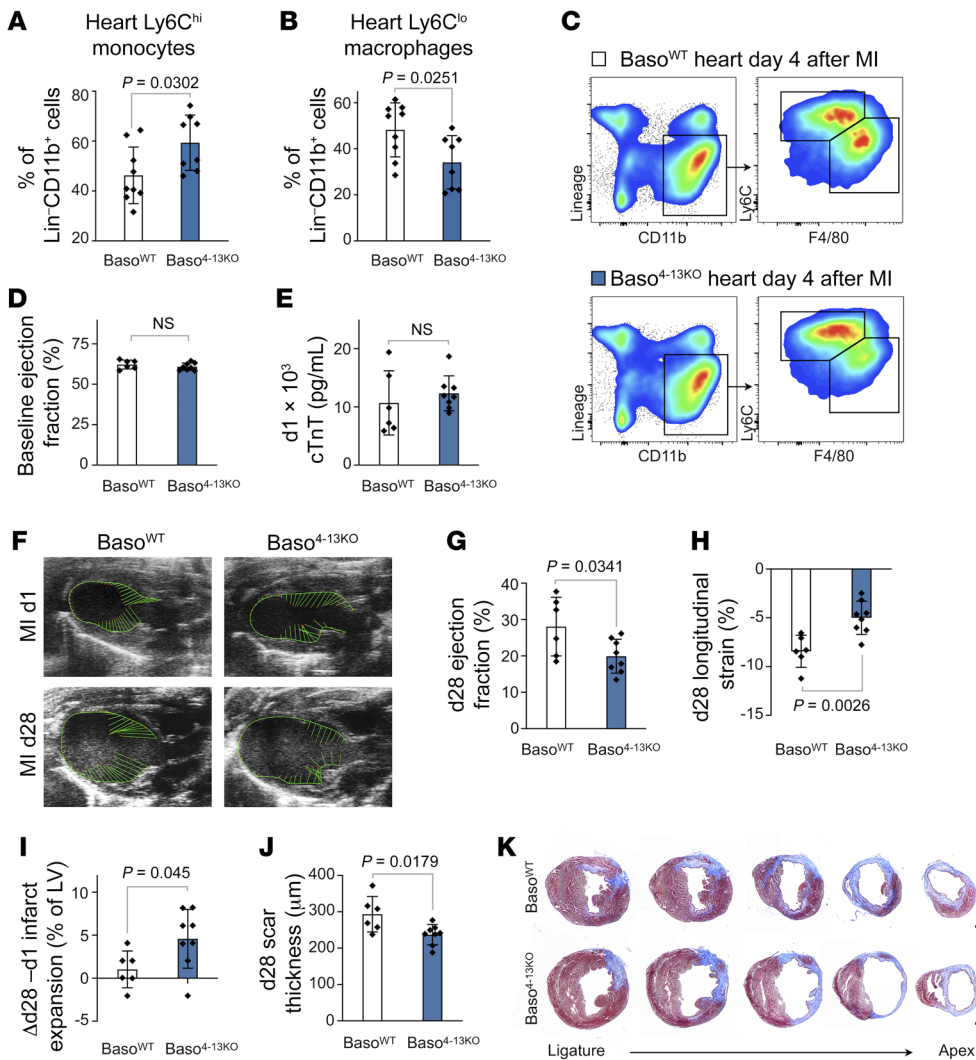 A
Heart Ly6Chi
monocytes
P = 0.0302
% of
Lin–CD11b+ cells
80
60
40
20
BasoWT
Baso4-13KO
B
Heart Ly6Clo
macrophages
P = 0.0251
% of
Lin–CD11b+ cells
60
40
20
0
BasoWT
Baso4-13KO
C
BasoWT heart day 4 after MI
Lineage
CD11b
Ly6C
F4/80
Baso4-13KO heart day 4 after MI
Lineage
CD11b
Ly6C
F4/80
D
NS
Baseline ejection
fraction (%)
75
50
25
0
BasoWT
Baso4-13KO
E
NS
d1 × 10³
cTnT (pg/mL)
20
10
0
BasoWT
Baso4-13KO
F
BasoWT
Baso4-13KO
MI d1
MI d28
G
P = 0.0341
d28 ejection
fraction (%)
40
30
20
10
0
BasoWT
Baso4-13KO
H
d28 longitudinal
strain (%)
0
-5
-10
-15
P = 0.0026
BasoWT
Baso4-13KO
I
P = 0.045
Δd28 –d1 infarct
expansion (% of LV)
10
5
0
-5
BasoWT
Baso4-13KO
J
P = 0.0179
d28 scar
thickness (μm)
400
300
200
100
0
BasoWT
Baso4-13KO
K
BasoWT
Baso4-13KO
Ligature
Apex